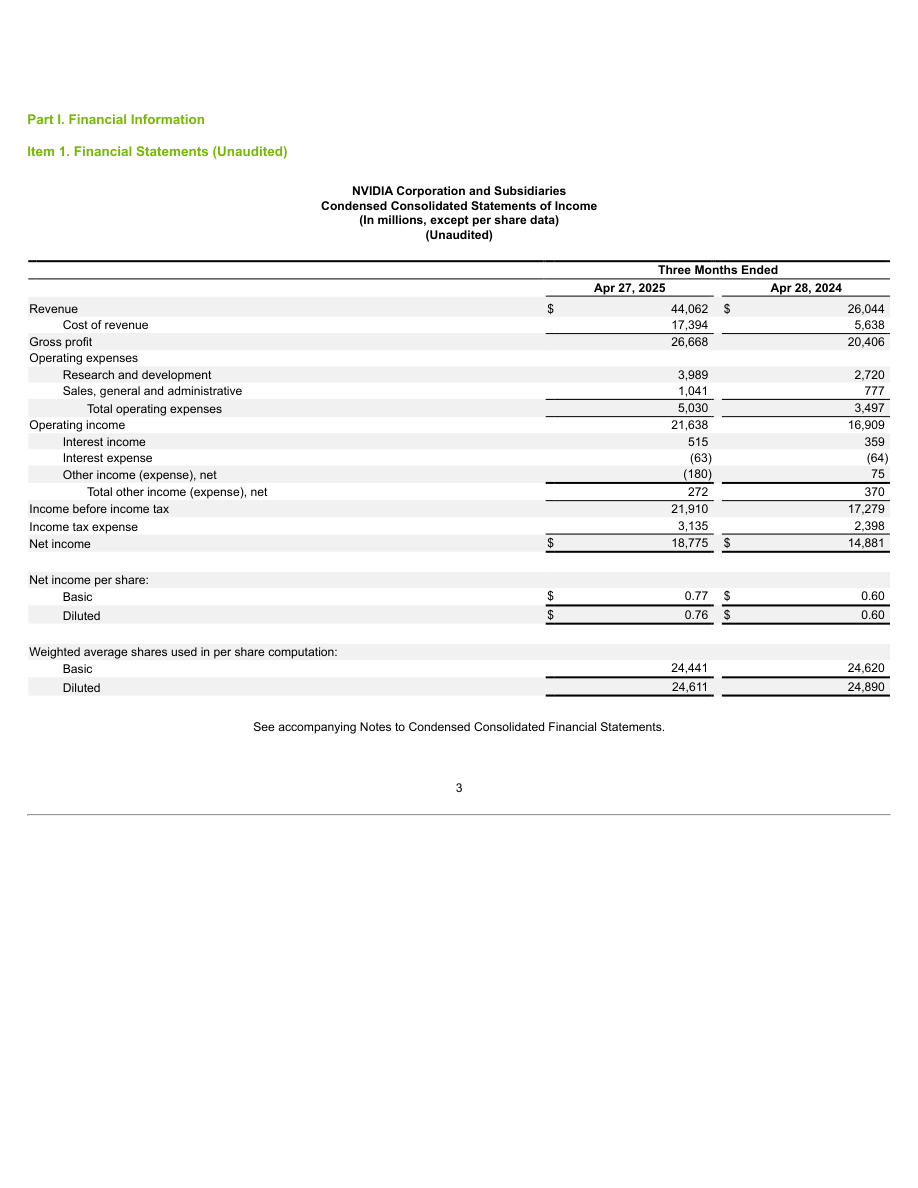 Part I. Financial Information
Item 1. Financial Statements (Unaudited)
NVIDIA Corporation and Subsidiaries
Condensed Consolidated Statements of Income
(In millions, except per share data)
(Unaudited)
Three Months Ended
Apr 27, 2025 Apr 28, 2024
Revenue $ 44,062 $ 26,044
Cost of revenue 17,394 5,638
Gross profit 26,668 20,406
Operating expenses
Research and development 3,989 2,720
Sales, general and administrative 1,041 777
Total operating expenses 5,030 3,497
Operating income 21,638 16,909
Interest income 515 359
Interest expense (63) (64)
Other income (expense), net (180) 75
Total other income (expense), net 272 370
Income before income tax 21,910 17,279
Income tax expense 3,135 2,398
Net income $ 18,775 $ 14,881
Net income per share:
Basic $ 0.77 $ 0.60
Diluted $ 0.76 $ 0.60
Weighted average shares used in per share computation:
Basic 24,441 24,620
Diluted 24,611 24,890
See accompanying Notes to Condensed Consolidated Financial Statements.
3